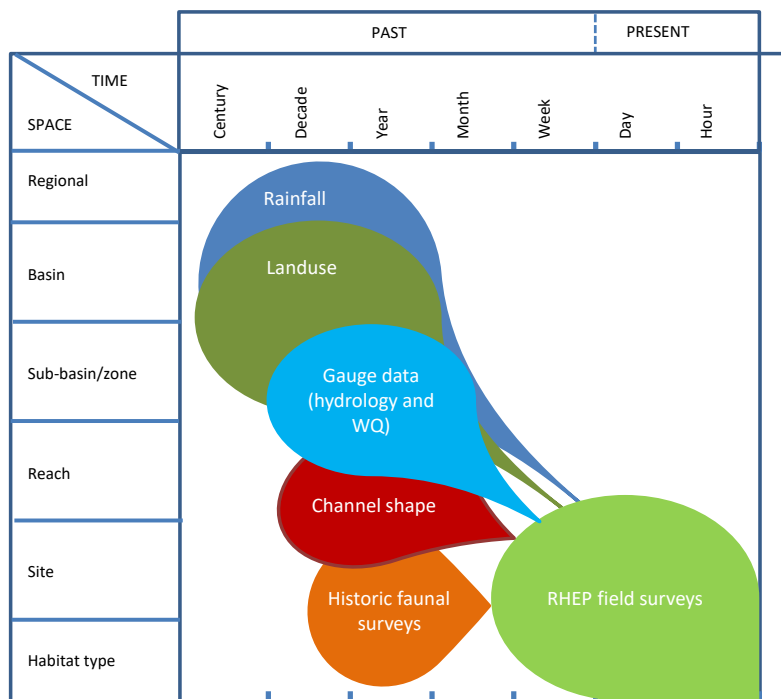 PAST
PRESENT
TIME
SPACE
Century
Decade
Year
Month
Week
Day
Hour
Regional
Rainfall
Basin
Landuse
Sub-basin/zone
Gauge data
(hydrology and
WQ)
Reach
Channel shape
Site
Historic faunal
surveys
RHEP field surveys
Habitat type